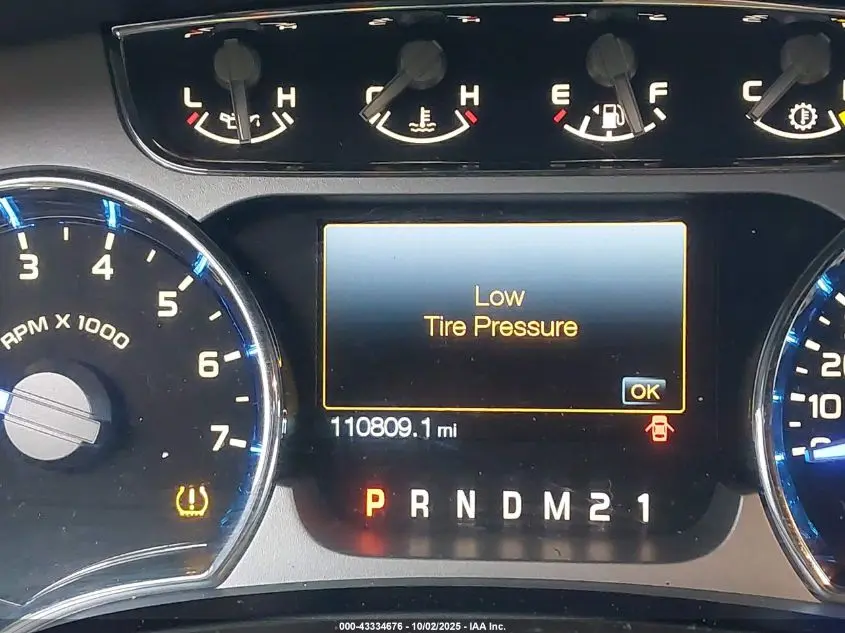 L H
C H
E F
C
3
4
5
6
7
RPM X 1000
Low
Tire Pressure
OK
110809.1 mi
P R N D M 2 1
20
10
0
000-43334676 - 10/02/2025 - IAA Inc.